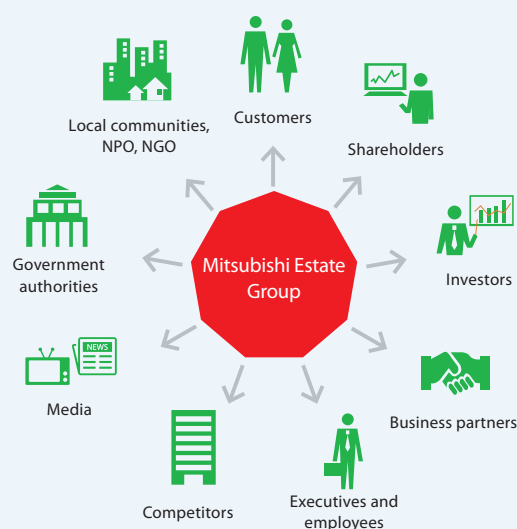 Customers
Local communities,
NPO, NGO
Shareholders
Government
authorities
Mitsubishi Estate
Group
Investors
NEWS
Media
Business partners
Competitors
Executives and
employees